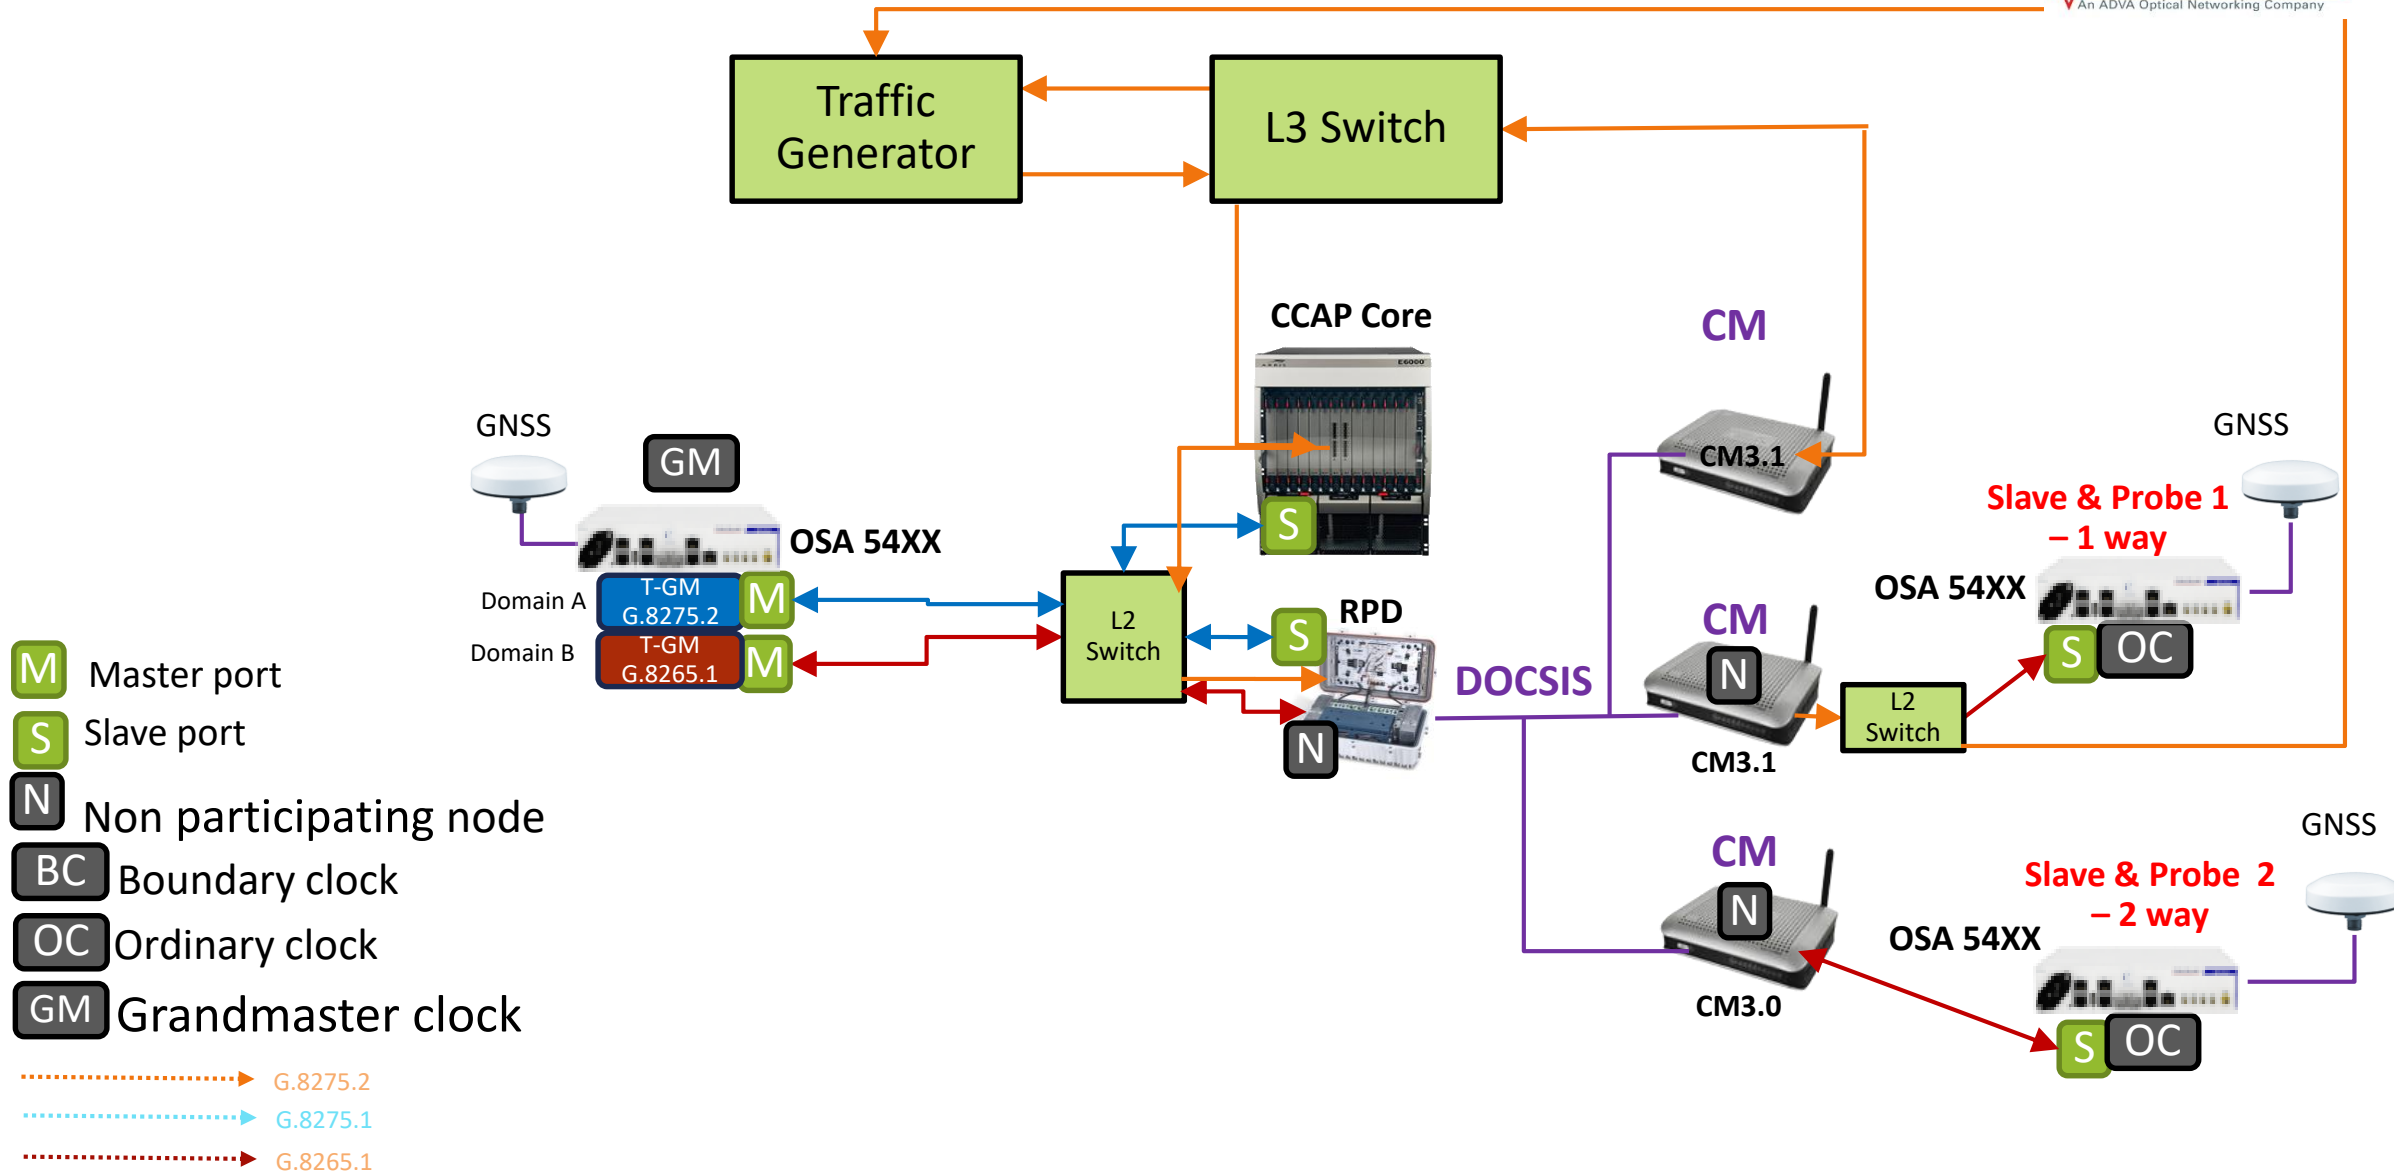 An ADVA Optical Networking Company
Traffic
Generator
L3 Switch
CCAP Core
E6000
CM
CM3.1
GNSS
GM
OSA 54XX
Domain A
T-GM
G.8275.2
M
Domain B
T-GM
G.8265.1
M
S
L2
Switch
S
RPD
N
DOCSIS
CM
N
CM3.1
L2
Switch
GNSS
Slave & Probe 1
– 1 way
OSA 54XX
S
OC
CM
N
CM3.0
GNSS
Slave & Probe 2
– 2 way
OSA 54XX
S
OC
M Master port
S Slave port
N Non participating node
BC Boundary clock
OC Ordinary clock
GM Grandmaster clock
G.8275.2
G.8275.1
G.8265.1